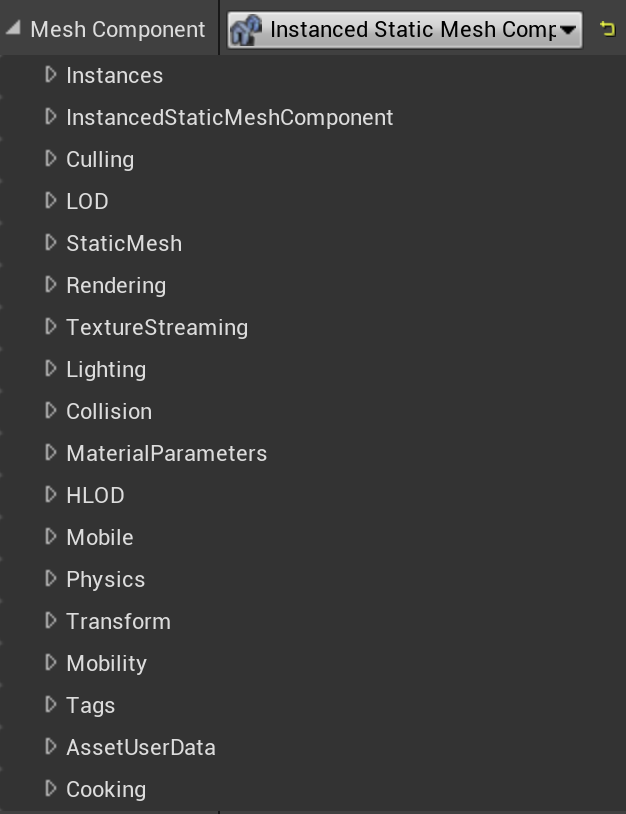 Mesh Component Instanced Static Mesh Comp
Instances
InstancedStaticMeshComponent
Culling
LOD
StaticMesh
Rendering
TextureStreaming
Lighting
Collision
MaterialParameters
HLOD
Mobile
Physics
Transform
Mobility
Tags
AssetUserData
Cooking